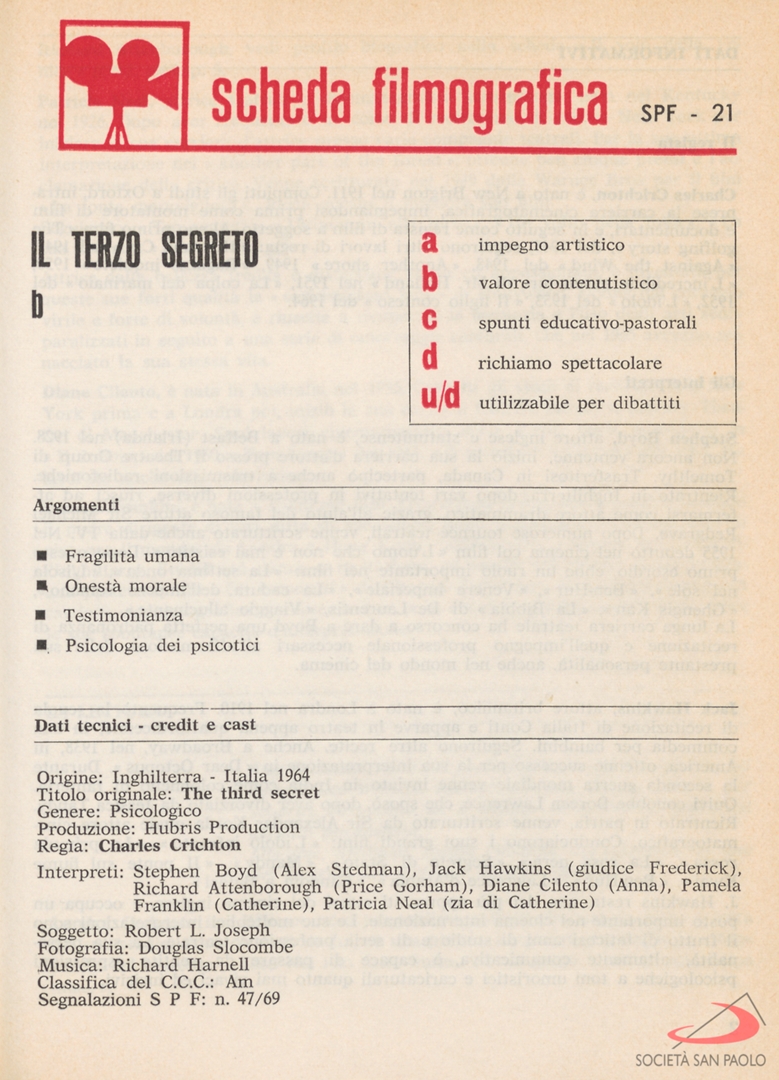 scheda filmografica SPF - 21
IL TERZO SEGRETO
b
a impegno artistico
b valore contenutistico
c spunti educativo-pastorali
d richiamo spettacolare
u/d utilizzabile per dibattiti
Argomenti
■ Fragilità umana
■ Onestà morale
■ Testimonianza
■ Psicologia dei psicotici
Dati tecnici - credit e cast
Origine: Inghilterra - Italia 1964
Titolo originale: The third secret
Genere: Psicologico
Produzione: Hubris Production
Regìa: Charles Crichton
Interpreti: Stephen Boyd (Alex Stedman), Jack Hawkins (giudice Frederick),
Richard Attenborough (Price Gorham), Diane Cilento (Anna), Pamela
Franklin (Catherine), Patricia Neal (zia di Catherine)
Soggetto: Robert L. Joseph
Fotografia: Douglas Slocombe
Musica: Richard Harnell
Classifica del C.C.C.: Am
Segnalazioni S P F: n. 47/69
SOCIETÀ SAN PAOLO